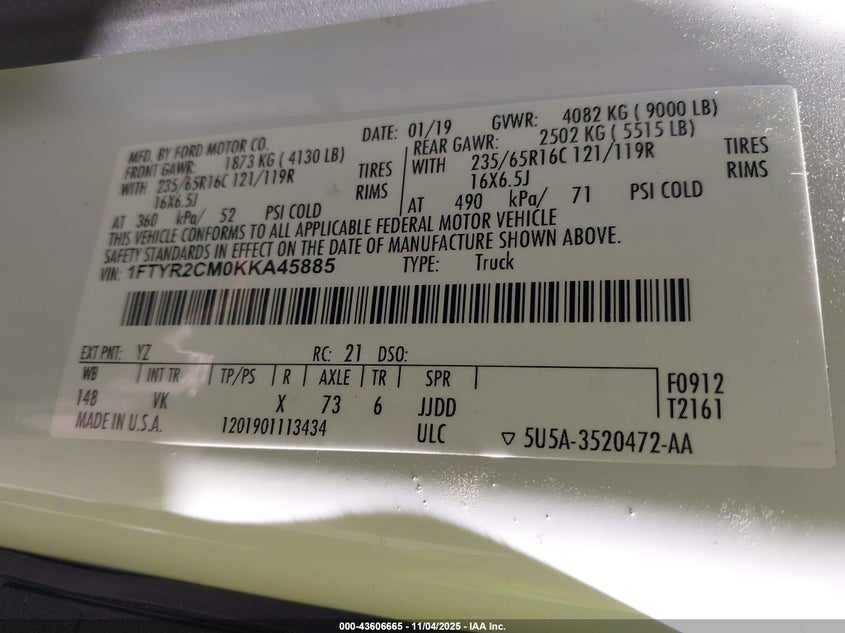 MFD. BY FORD MOTOR CO.
DATE: 01/19 GVWR: 4082 KG ( 9000 LB)
FRONT GAWR: 1873 KG ( 4130 LB)
REAR GAWR: 2502 KG ( 5515 LB)
WITH 235/65R16C 121/119R TIRES
WITH 235/65R16C 121/119R TIRES
16X6.5J RIMS
16X6.5J RIMS
AT 360 kPa/ 52 PSI COLD
AT 490 kPa/ 71 PSI COLD
THIS VEHICLE CONFORMS TO ALL APPLICABLE FEDERAL MOTOR VEHICLE
SAFETY STANDARDS IN EFFECT ON THE DATE OF MANUFACTURE SHOWN ABOVE.
VIN: 1FTYR2CM0KKA45885 TYPE: Truck
EXT PNT: YZ RC: 21 DSO:
WB INT TR TP/PS R AXLE TR SPR
148 VK X 73 6 JJDD
F0912
T2161
MADE IN U.S.A. 1201901113434 ULC ▽ 5U5A-3520472-AA
000-43606665 - 11/04/2025 - IAA Inc.